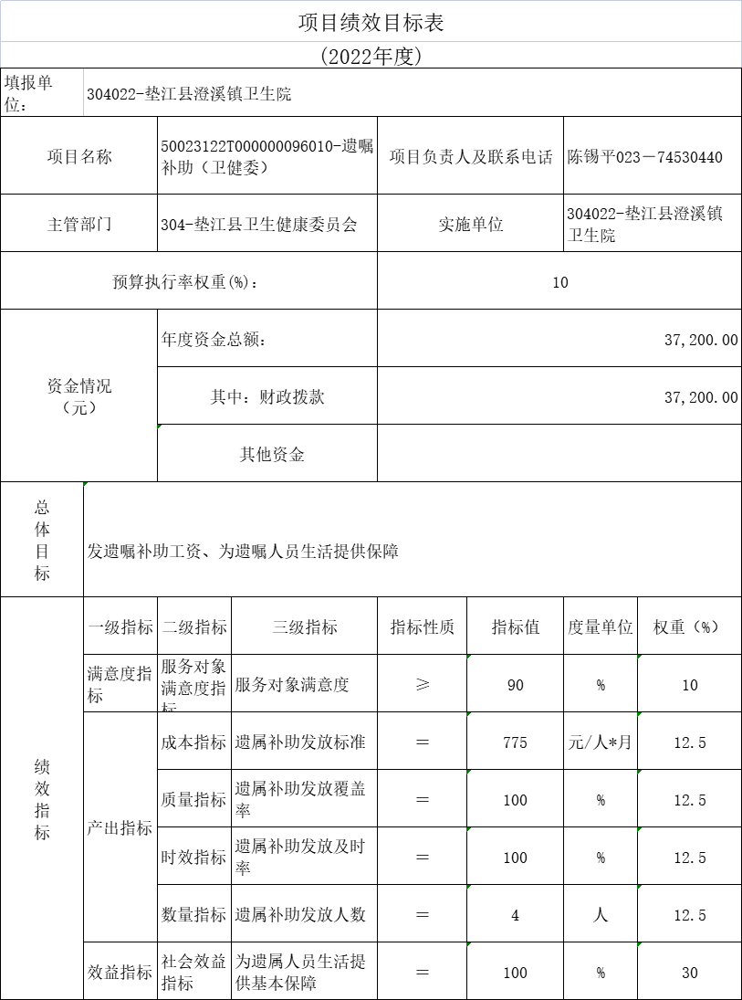 项目绩效目标表
(2022年度)
填报单
位：
304022-垫江县澄溪镇卫生院
项目名称
50023122T000000096010-遗嘱
补助（卫健委）
项目负责人及联系电话
陈锡平023－74530440
主管部门
304-垫江县卫生健康委员会
实施单位
304022-垫江县澄溪镇
卫生院
预算执行率权重(%)：
10
资金情况
（元）
年度资金总额：
37,200.00
其中：财政拨款
37,200.00
其他资金
总
体
目
标
发遗嘱补助工资、为遗嘱人员生活提供保障
绩
效
指
标
一级指标 二级指标 三级指标 指标性质 指标值 度量单位 权重（%）
满意度指
标
服务对象
满意度指
标
服务对象满意度 ≥ 90 % 10
产出指标
成本指标 遗属补助发放标准 ＝ 775 元/人*月 12.5
质量指标 遗属补助发放覆盖
率
＝ 100 % 12.5
时效指标 遗属补助发放及时
率
＝ 100 % 12.5
数量指标 遗属补助发放人数 ＝ 4 人 12.5
效益指标
社会效益
指标
为遗属人员生活提
供基本保障
＝ 100 % 30